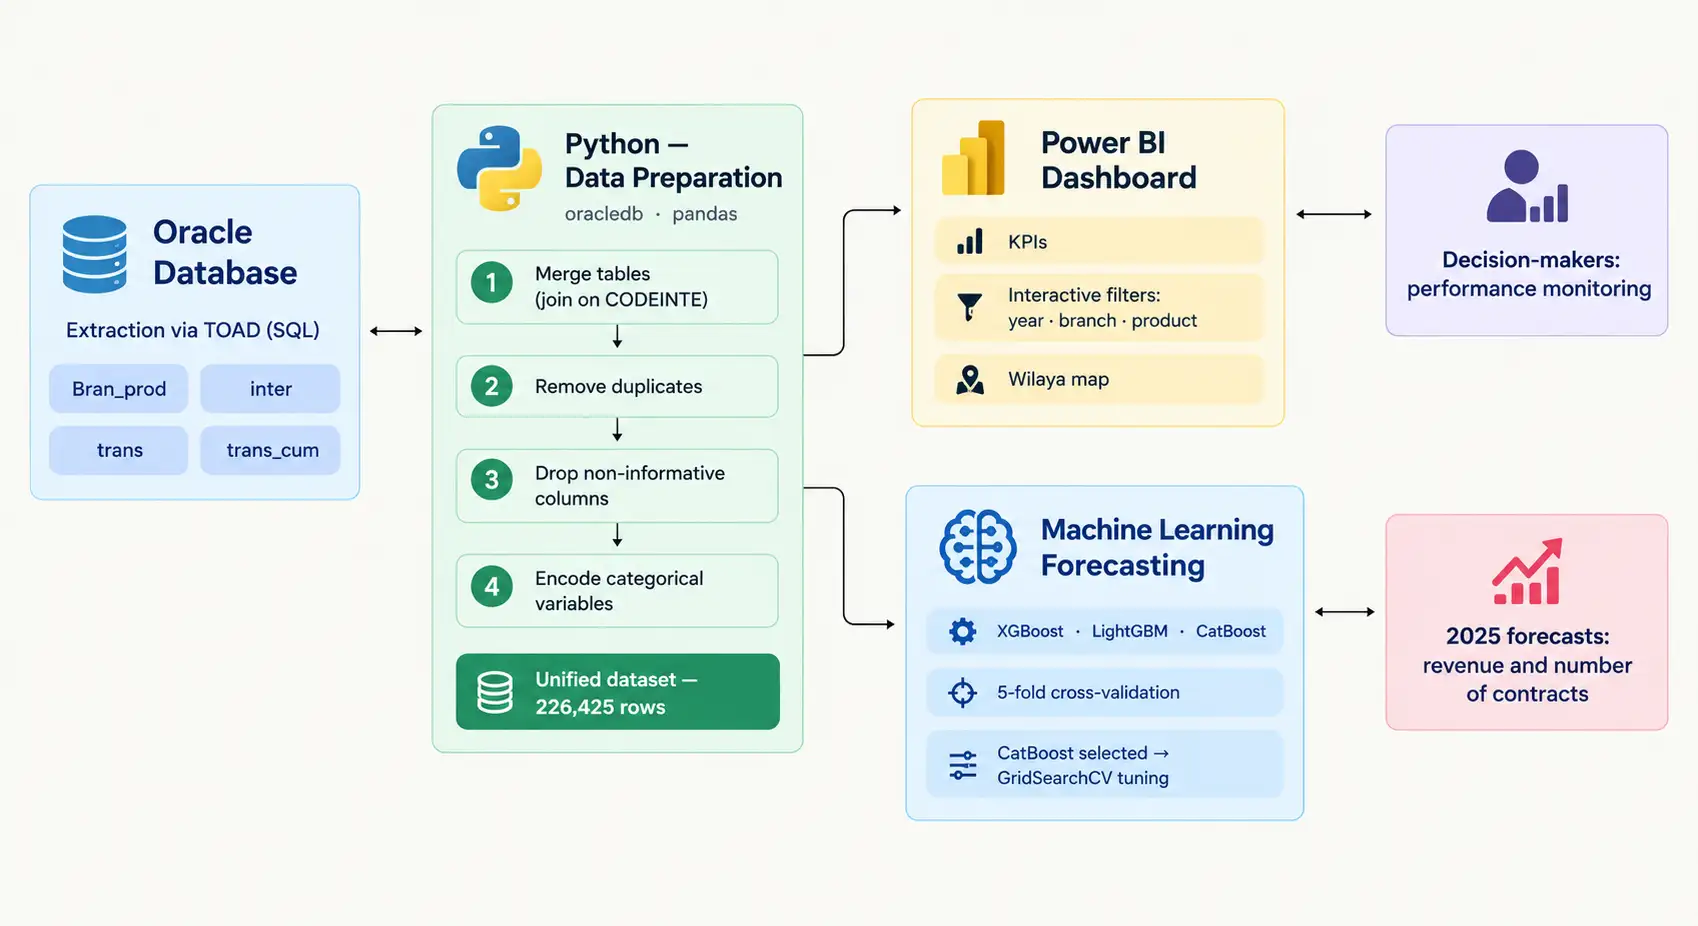 Oracle
Database
Extraction via TOAD (SQL)
Bran_prod
inter
trans
trans_cum
Python —
Data Preparation
oracledb · pandas
1
Merge tables
(join on CODEINTE)
2
Remove duplicates
3
Drop non-informative
columns
4
Encode categorical
variables
Unified dataset —
226,425 rows
Power BI
Dashboard
KPIs
Interactive filters:
year · branch · product
Wilaya map
Decision-makers:
performance monitoring
Machine Learning
Forecasting
XGBoost · LightGBM · CatBoost
5-fold cross-validation
CatBoost selected →
GridSearchCV tuning
2025 forecasts:
revenue and number
of contracts